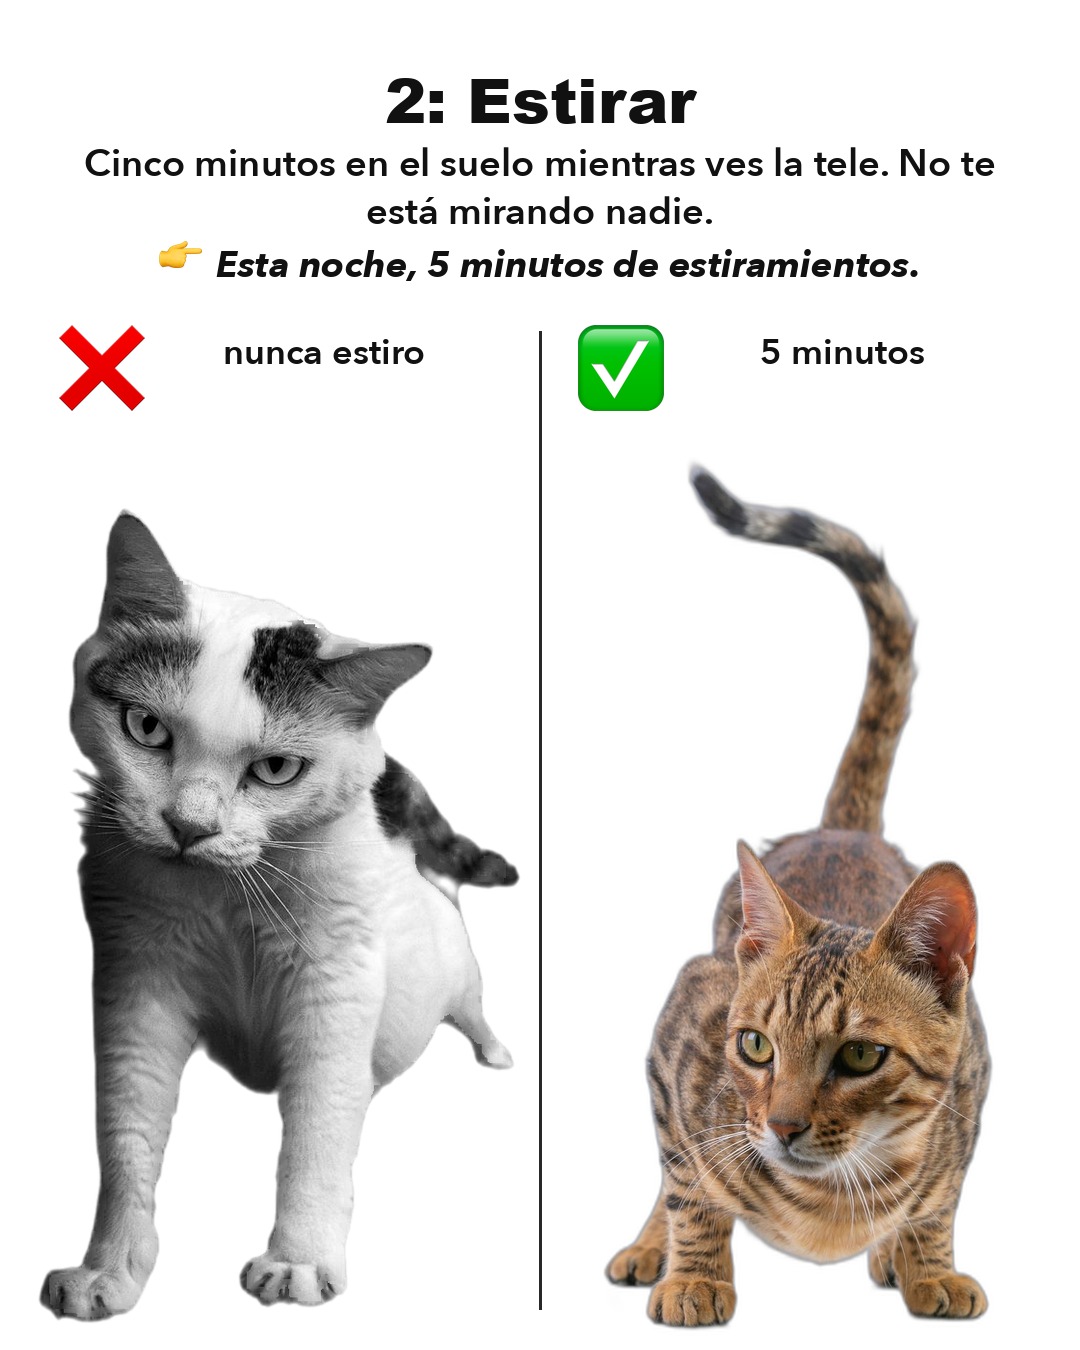 2: Estirar
Cinco minutos en el suelo mientras ves la tele. No te
está mirando nadie.
👉 Esta noche, 5 minutos de estiramientos.
❌ nunca estiro
✅ 5 minutos